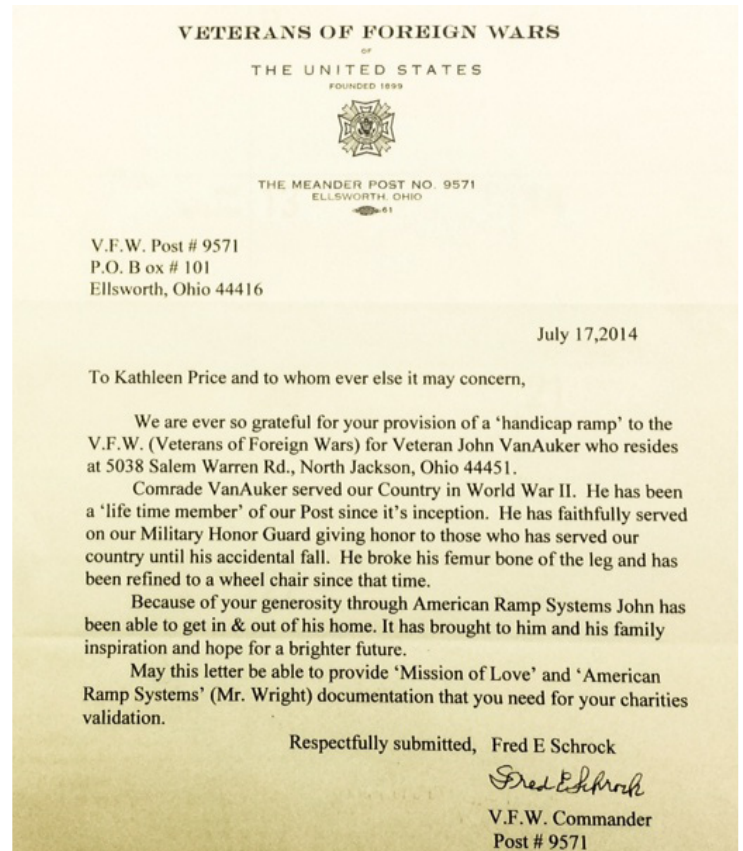 VETERANS OF FOREIGN WARS
OF
THE UNITED STATES
FOUNDED 1899
THE MEANDER POST NO. 9571
ELLSWORTH, OHIO
61
V.F.W. Post # 9571
P.O. B ox # 101
Ellsworth, Ohio 44416
July 17,2014
To Kathleen Price and to whom ever else it may concern,
We are ever so grateful for your provision of a ‘handicap ramp’ to the
V.F.W. (Veterans of Foreign Wars) for Veteran John VanAuker who resides
at 5038 Salem Warren Rd., North Jackson, Ohio 44451.
Comrade VanAuker served our Country in World War II. He has been
a ‘life time member’ of our Post since it’s inception. He has faithfully served
on our Military Honor Guard giving honor to those who has served our
country until his accidental fall. He broke his femur bone of the leg and has
been refined to a wheel chair since that time.
Because of your generosity through American Ramp Systems John has
been able to get in & out of his home. It has brought to him and his family
inspiration and hope for a brighter future.
May this letter be able to provide ‘Mission of Love’ and ‘American
Ramp Systems’ (Mr. Wright) documentation that you need for your charities
validation.
Respectfully submitted, Fred E Schrock
Fred E Schrock
V.F.W. Commander
Post # 9571